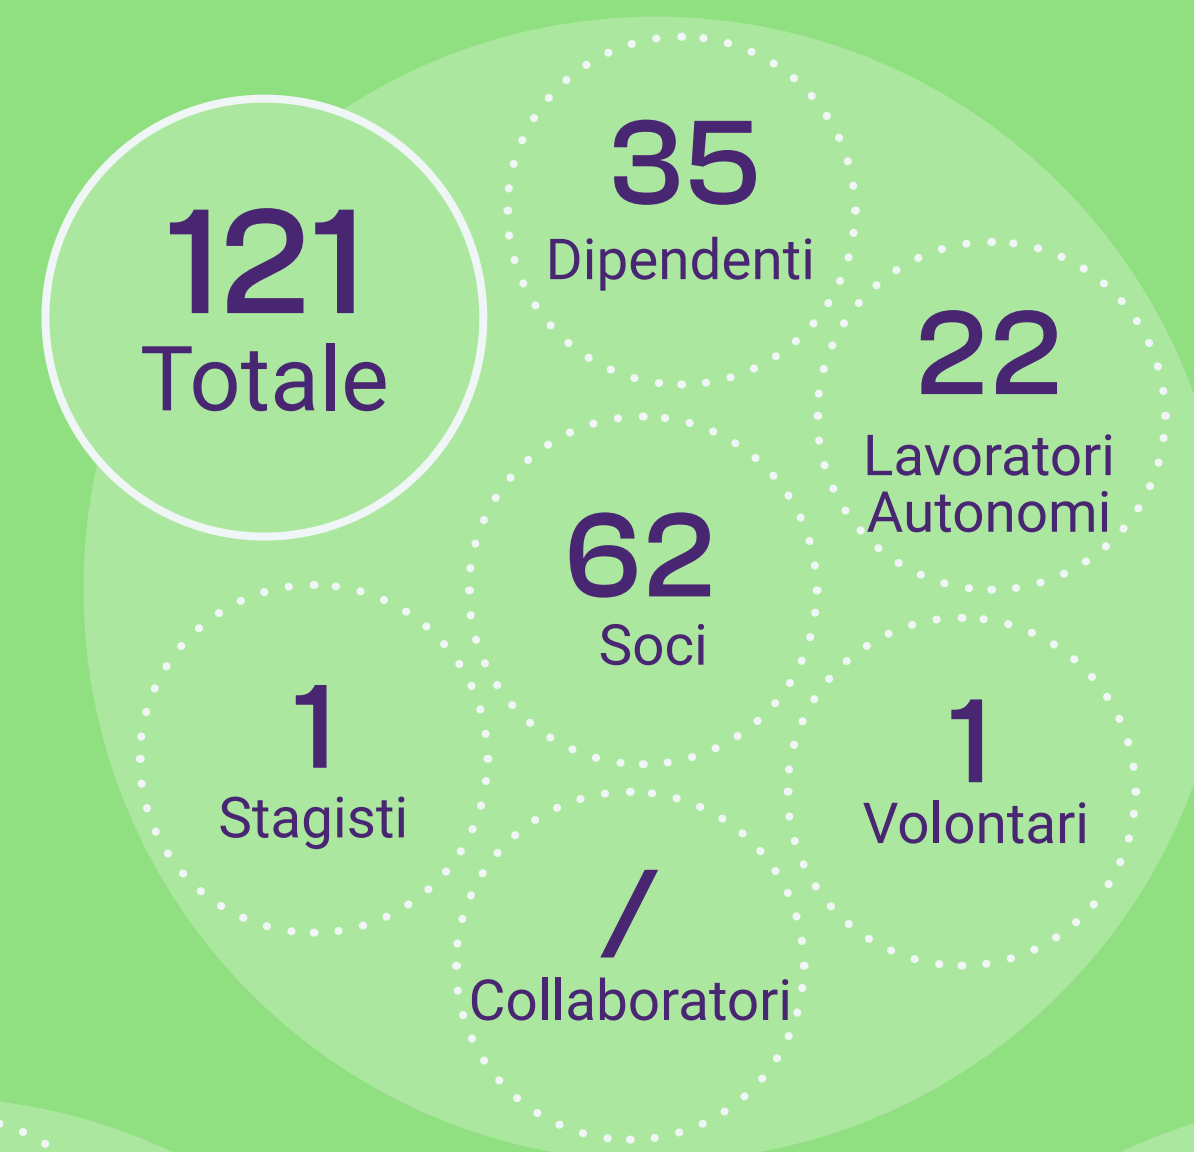 121
Totale
35
Dipendenti
22
Lavoratori
Autonomi
62
Soci
1
Stagisti
1
Volontari
/
Collaboratori